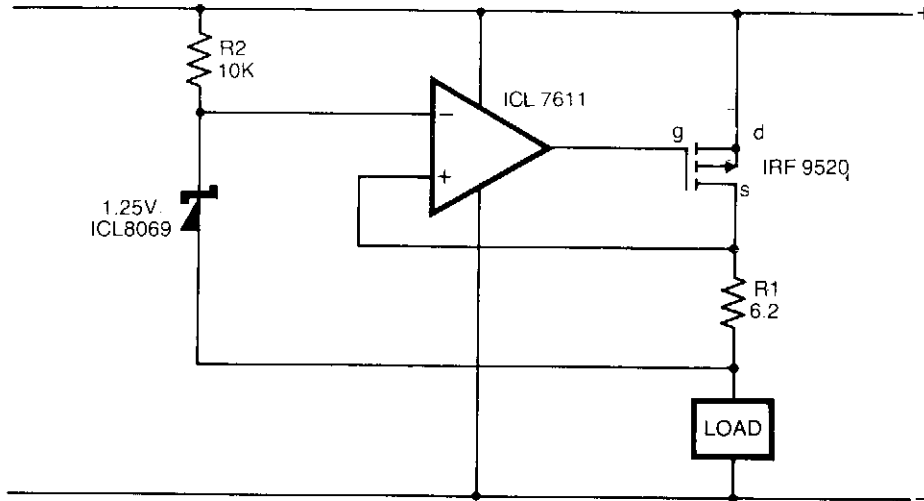 +
R2
10K
ICL 7611
−
+
g
d
IRF 9520
s
1.25V.
ICL8069
R1
6.2
LOAD
−